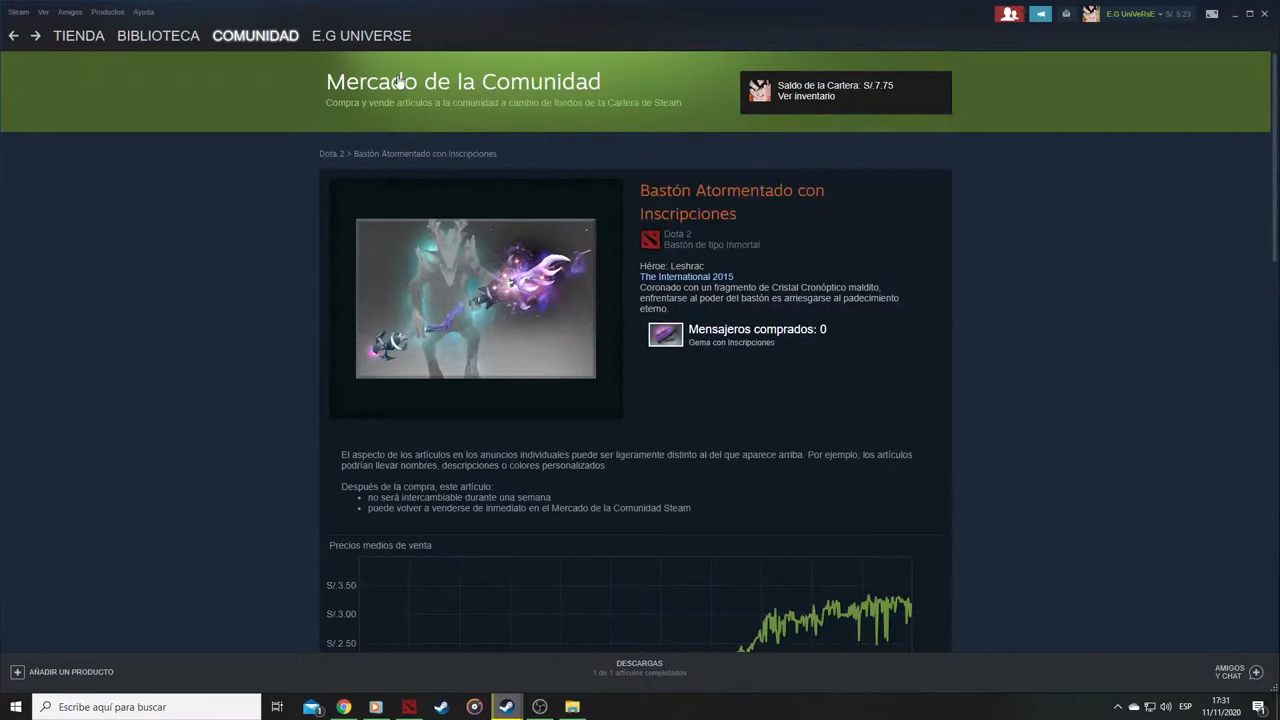 Steam Ver Amigos Productos Ayuda
E.G UniVeRsE S/. 5.23
TIENDA BIBLIOTECA COMUNIDAD E.G UNIVERSE
Mercado de la Comunidad
Compra y vende artículos a la comunidad a cambio de fondos de la Cartera de Steam
Saldo de la Cartera: S/.7.75
Ver inventario
Dota 2 > Bastón Atormentado con Inscripciones
Bastón Atormentado con
Inscripciones
Dota 2
Bastón de tipo Inmortal
Héroe: Leshrac
The International 2015
Coronado con un fragmento de Cristal Cronóptico maldito,
enfrentarse al poder del bastón es arriesgarse al padecimiento
eterno.
Mensajeros comprados: 0
Gema con Inscripciones
El aspecto de los artículos en los anuncios individuales puede ser ligeramente distinto al del que aparece arriba. Por ejemplo, los artículos
podrían llevar nombres, descripciones o colores personalizados.
Después de la compra, este artículo:
• no será intercambiable durante una semana
• puede volver a venderse de inmediato en el Mercado de la Comunidad Steam
Precios medios de venta
S/.3.50
S/.3.00
S/.2.50
AÑADIR UN PRODUCTO
DESCARGAS
1 de 1 artículos completados
AMIGOS
Y CHAT
Escribe aquí para buscar
ESP
17:31
11/11/2020